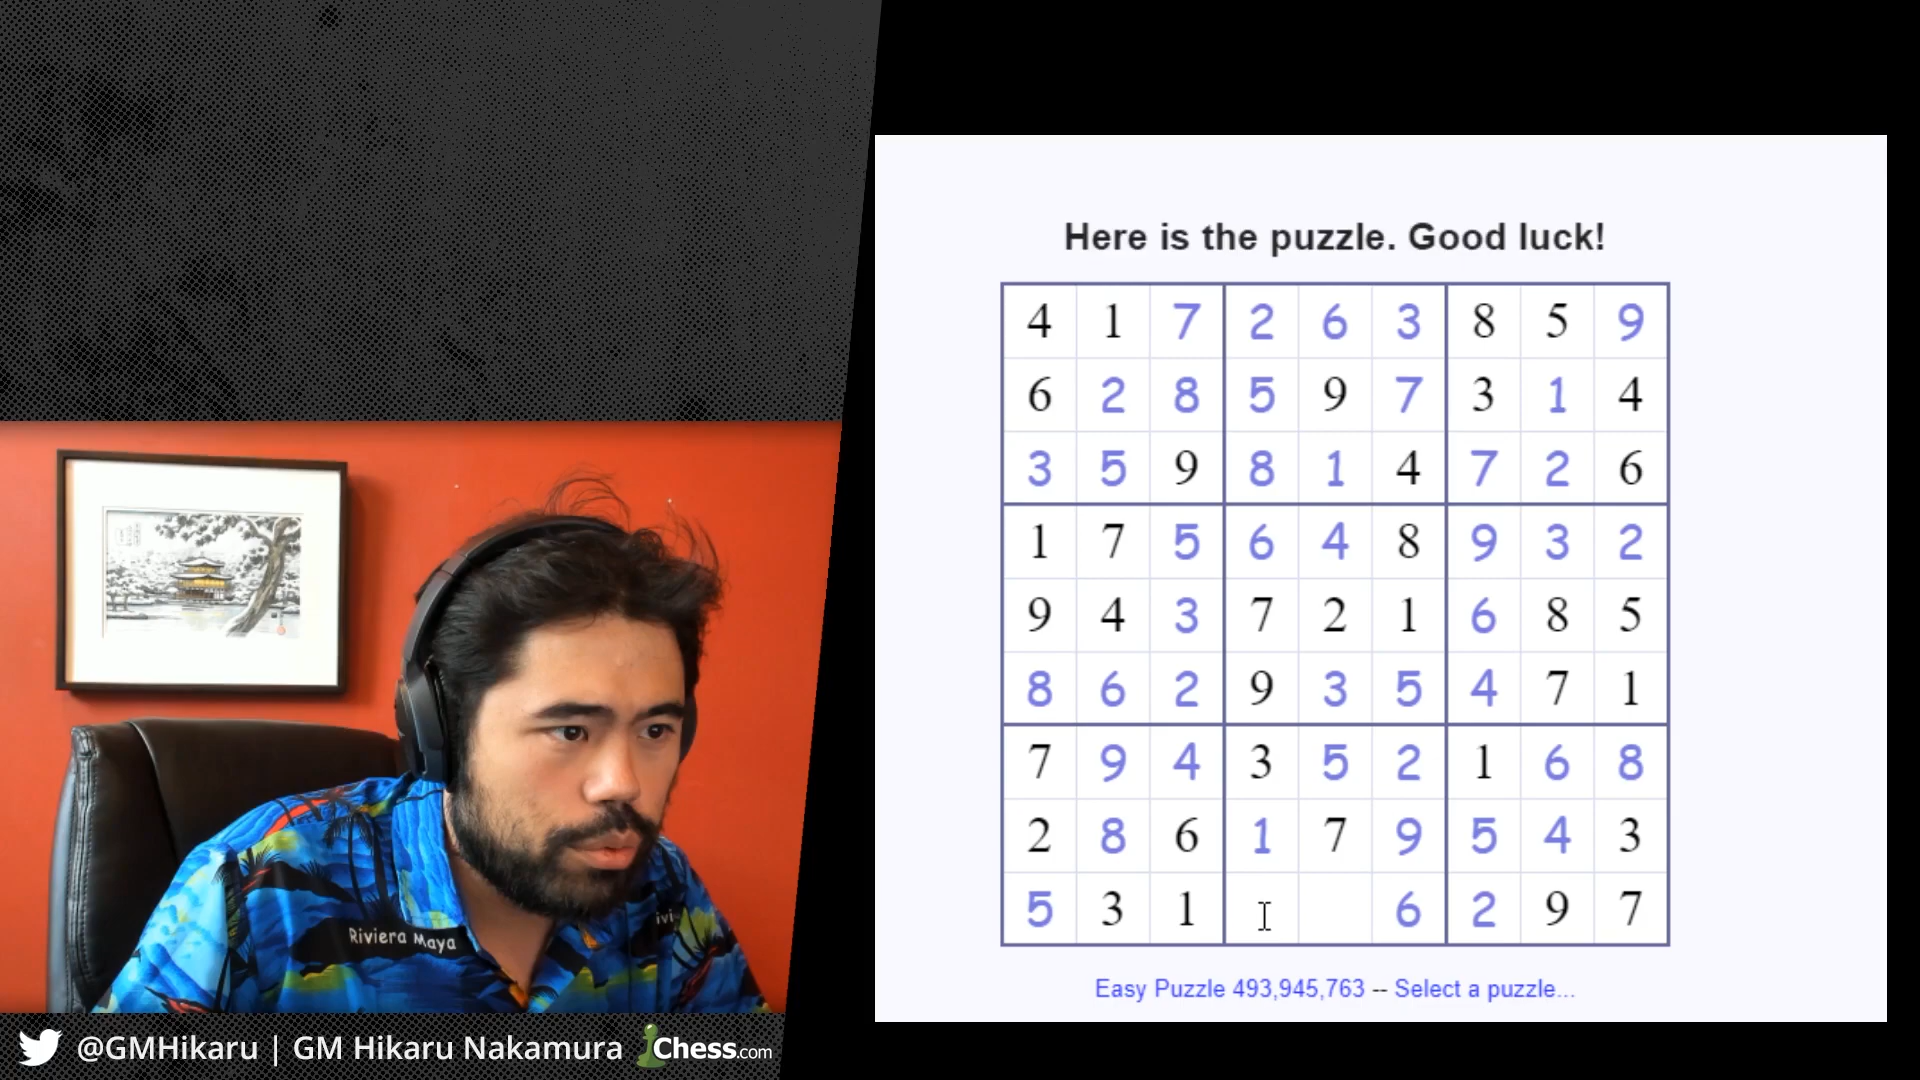 Here is the puzzle. Good luck!
4 1 7 2 6 3 8 5 9
6 2 8 5 9 7 3 1 4
3 5 9 8 1 4 7 2 6
1 7 5 6 4 8 9 3 2
9 4 3 7 2 1 6 8 5
8 6 2 9 3 5 4 7 1
7 9 4 3 5 2 1 6 8
2 8 6 1 7 9 5 4 3
5 3 1 6 2 9 7
Easy Puzzle 493,945,763 -- Select a puzzle...
Riviera Maya
ivi
@GMHikaru | GM Hikaru Nakamura
Chess.com